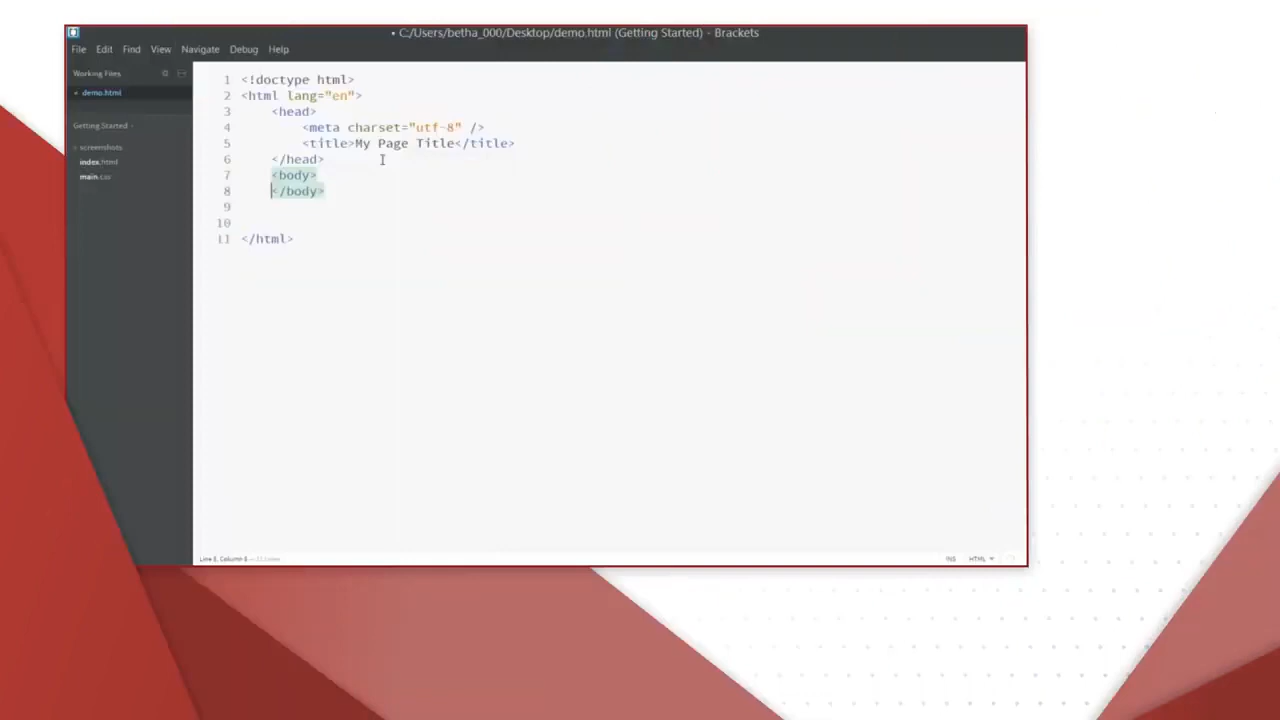 • C:/Users/betha_000/Desktop/demo.html (Getting Started) - Brackets
File Edit Find View Navigate Debug Help
Working Files
demo.html
Getting Started
screenshots
index.html
main.css
1 <!doctype html>
2 <html lang="en">
3 <head>
4 <meta charset="utf-8" />
5 <title>My Page Title</title>
6 </head>
7 <body>
8 </body>
9
10
11 </html>
INS HTML